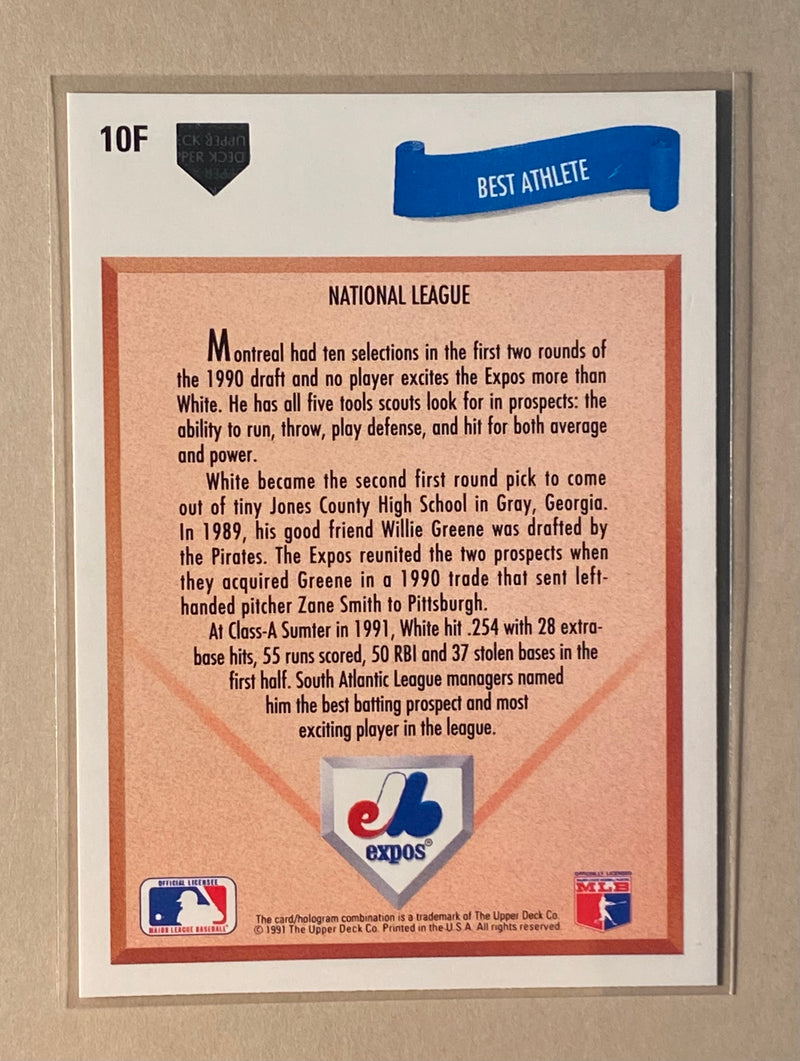 10F
BEST ATHLETE
NATIONAL LEAGUE
Montreal had ten selections in the first two rounds of
the 1990 draft and no player excites the Expos more than
White. He has all five tools scouts look for in prospects: the
ability to run, throw, play defense, and hit for both average
and power.
White became the second first round pick to come
out of tiny Jones County High School in Gray, Georgia.
In 1989, his good friend Willie Greene was drafted by
the Pirates. The Expos reunited the two prospects when
they acquired Greene in a 1990 trade that sent left-
handed pitcher Zane Smith to Pittsburgh.
At Class-A Sumter in 1991, White hit .254 with 28 extra-
base hits, 55 runs scored, 50 RBI and 37 stolen bases in the
first half. South Atlantic League managers named
him the best batting prospect and most
exciting player in the league.
expos®
OFFICIAL LICENSEE
MAJOR LEAGUE BASEBALL
The card/hologram combination is a trademark of The Upper Deck Co.
© 1991 The Upper Deck Co. Printed in the U.S.A. All rights reserved.
OFFICIALLY LICENSED
MLB